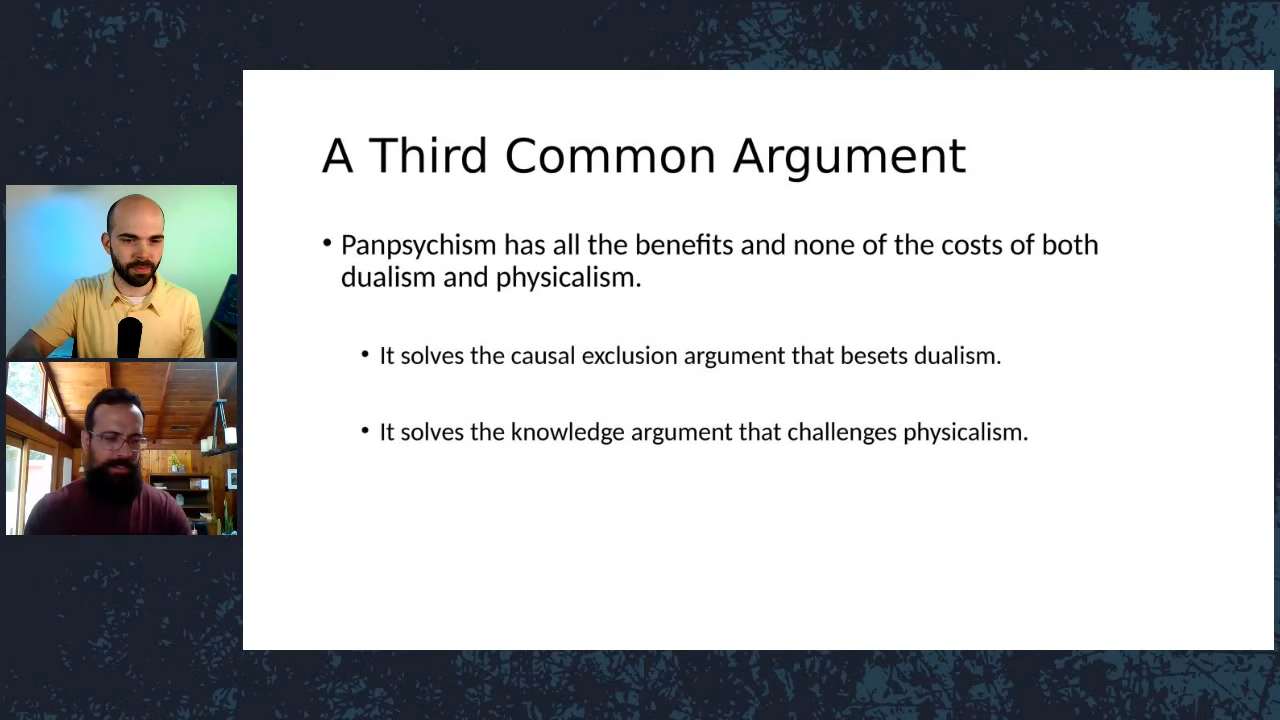 A Third Common Argument
• Panpsychism has all the benefits and none of the costs of both
dualism and physicalism.
• It solves the causal exclusion argument that besets dualism.
• It solves the knowledge argument that challenges physicalism.